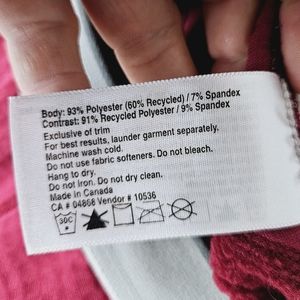 Body: 93% Polyester (60% Recycled) / 7% Spandex
Contrast: 91% Recycled Polyester / 9% Spandex
Exclusive of trim
For best results, launder garment separately.
Machine wash cold.
Do not use fabric softeners. Do not bleach.
Hang to dry.
Do not iron. Do not dry clean.
Made in Canada
CA # 04868 Vendor # 10536
30C